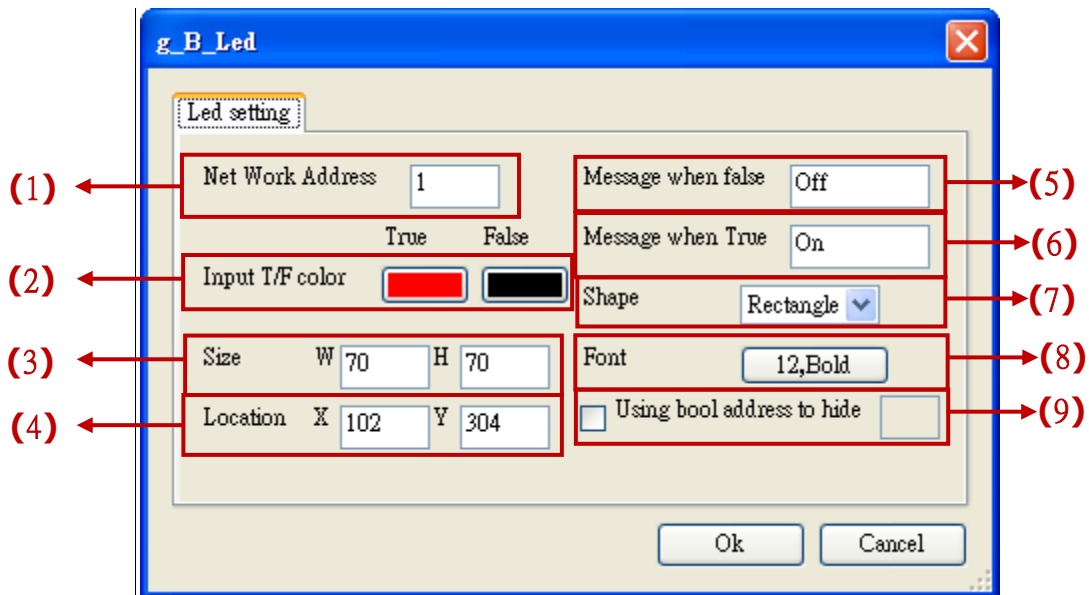 g_B_Led
Led setting
(1)
Net Work Address 1
Message when false Off
(5)
True False
Message when True On
(6)
(2)
Input T/F color
Shape Rectangle
(7)
(3)
Size W 70 H 70
Font 12,Bold
(8)
(4)
Location X 102 Y 304
Using bool address to hide
(9)
Ok Cancel